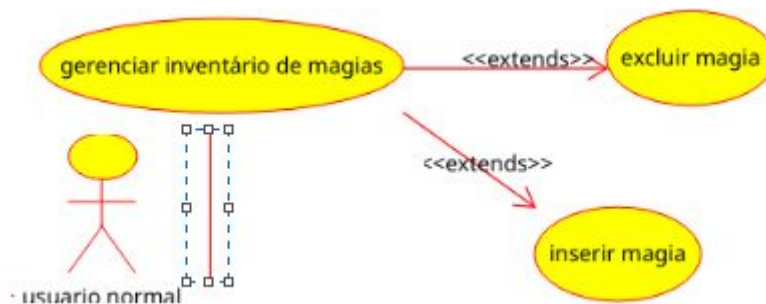 gerenciar inventário de magias
<<extends>>
excluir magia
<<extends>>
inserir magia
usuario normal